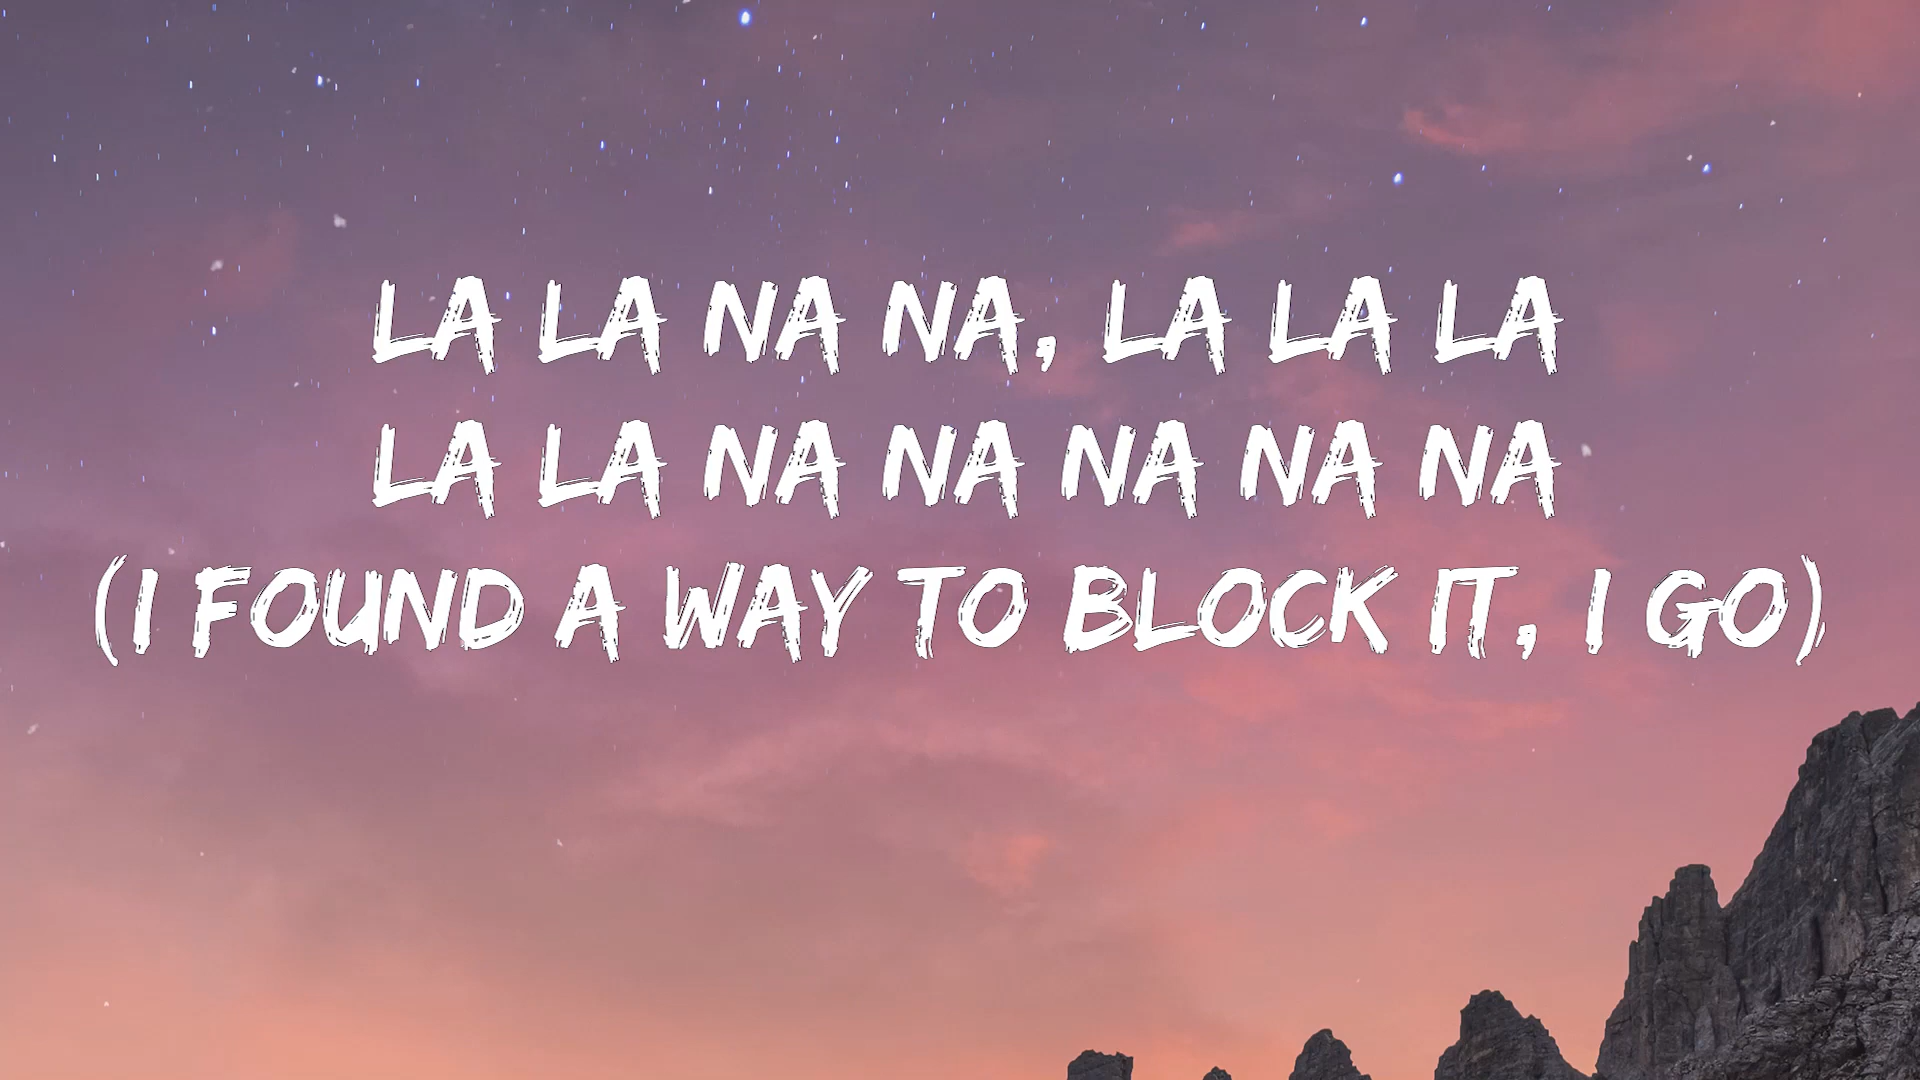 LA LA NA NA, LA LA LA
LA LA NA NA NA NA NA
(I FOUND A WAY TO BLOCK IT, I GO)